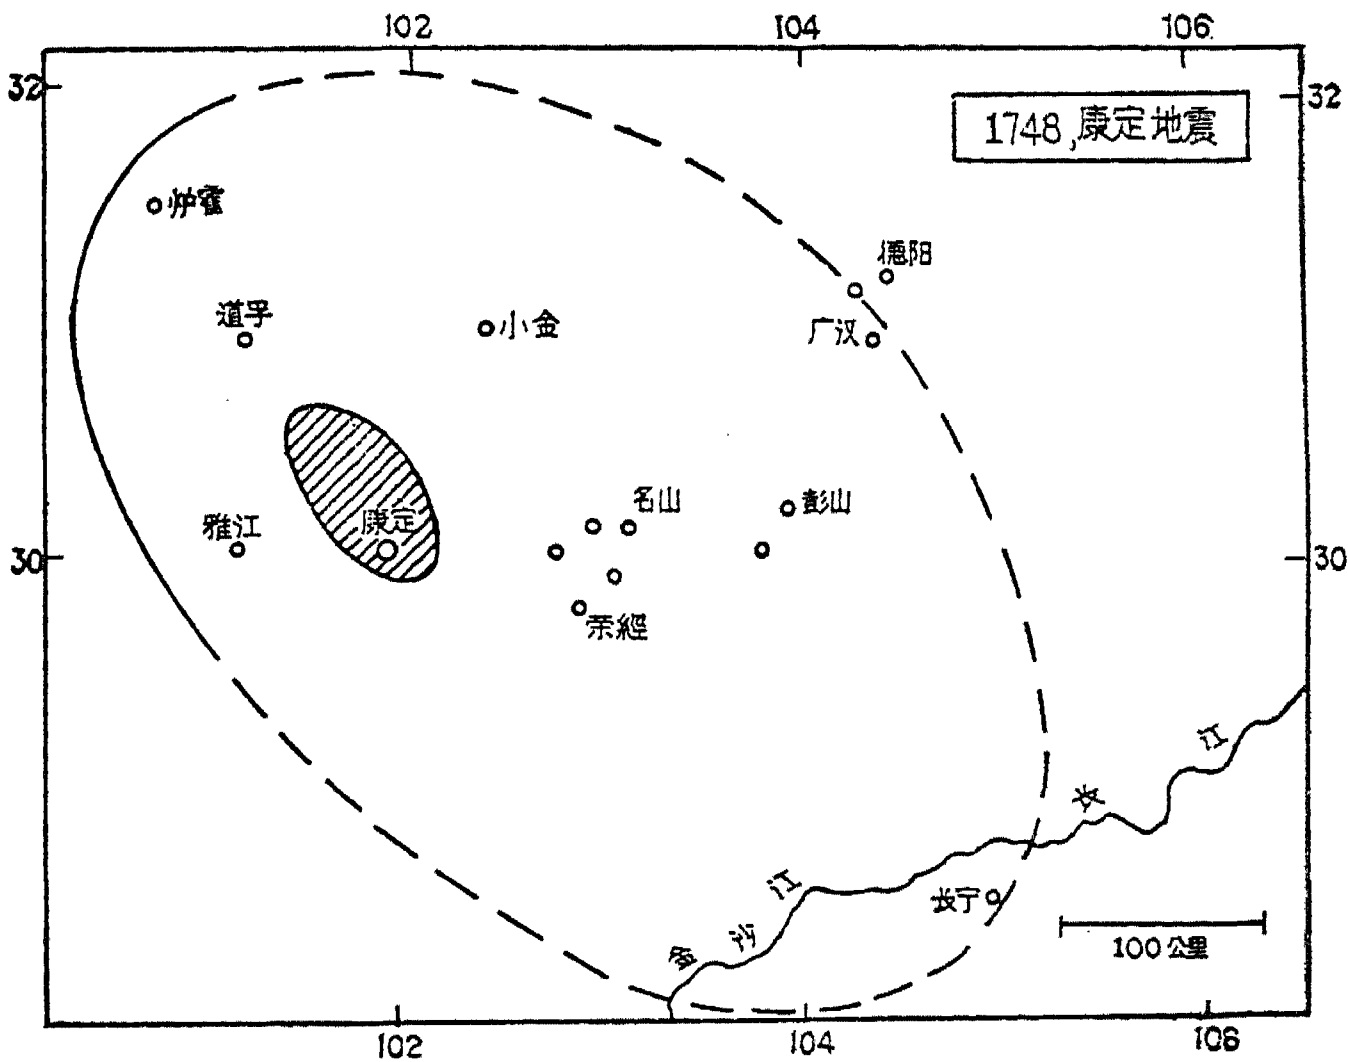 102 104 106
32 32
1748,康定地震
炉霍
德阳
道孚
小金
广汉
名山
彭山
雅江
康定
30 30
荣經
江
长
江
长宁
沙
金
100公里
102 104 106